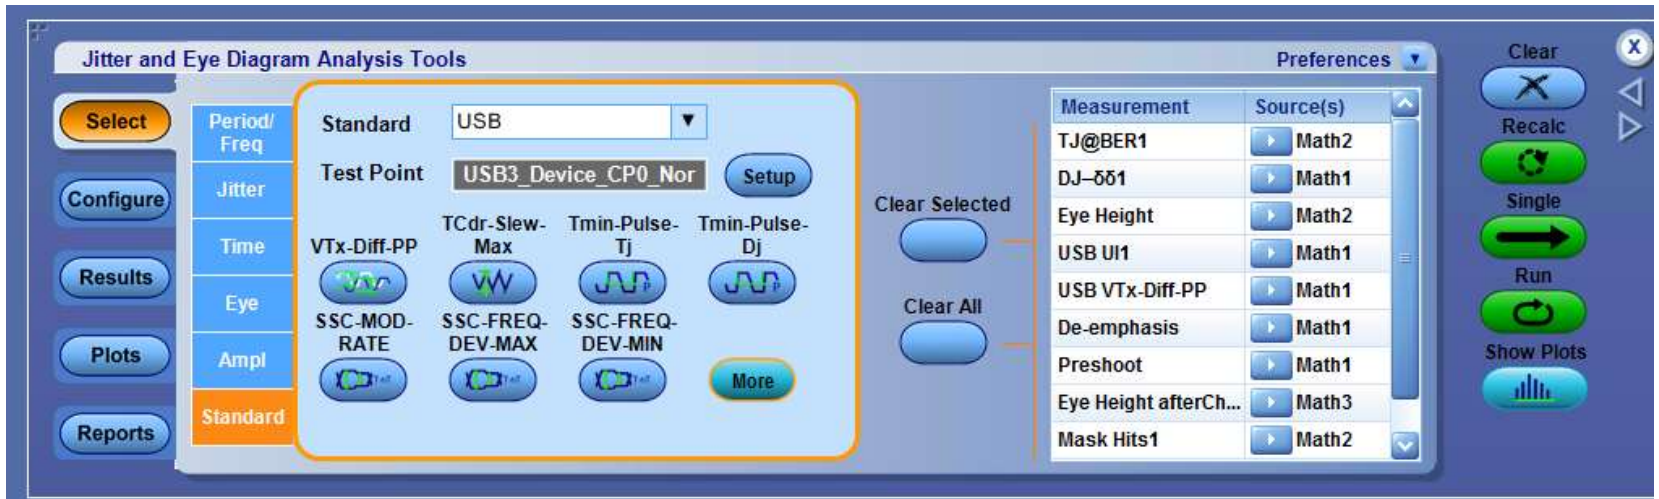 Jitter and Eye Diagram Analysis Tools
Preferences
Select
Configure
Results
Plots
Reports
Period/
Freq
Jitter
Time
Eye
Ampl
Standard
Standard
USB
Test Point
USB3_Device_CP0_Nor
Setup
VTx-Diff-PP
TCdr-Slew-
Max
Tmin-Pulse-
Tj
Tmin-Pulse-
Dj
SSC-MOD-
RATE
SSC-FREQ-
DEV-MAX
SSC-FREQ-
DEV-MIN
More
Clear Selected
Clear All
Measurement Source(s)
TJ@BER1 Math2
DJ–δδ1 Math1
Eye Height Math2
USB UI1 Math1
USB VTx-Diff-PP Math1
De-emphasis Math1
Preshoot Math1
Eye Height afterCh... Math3
Mask Hits1 Math2
Clear
X
Recalc
Single
Run
Show Plots